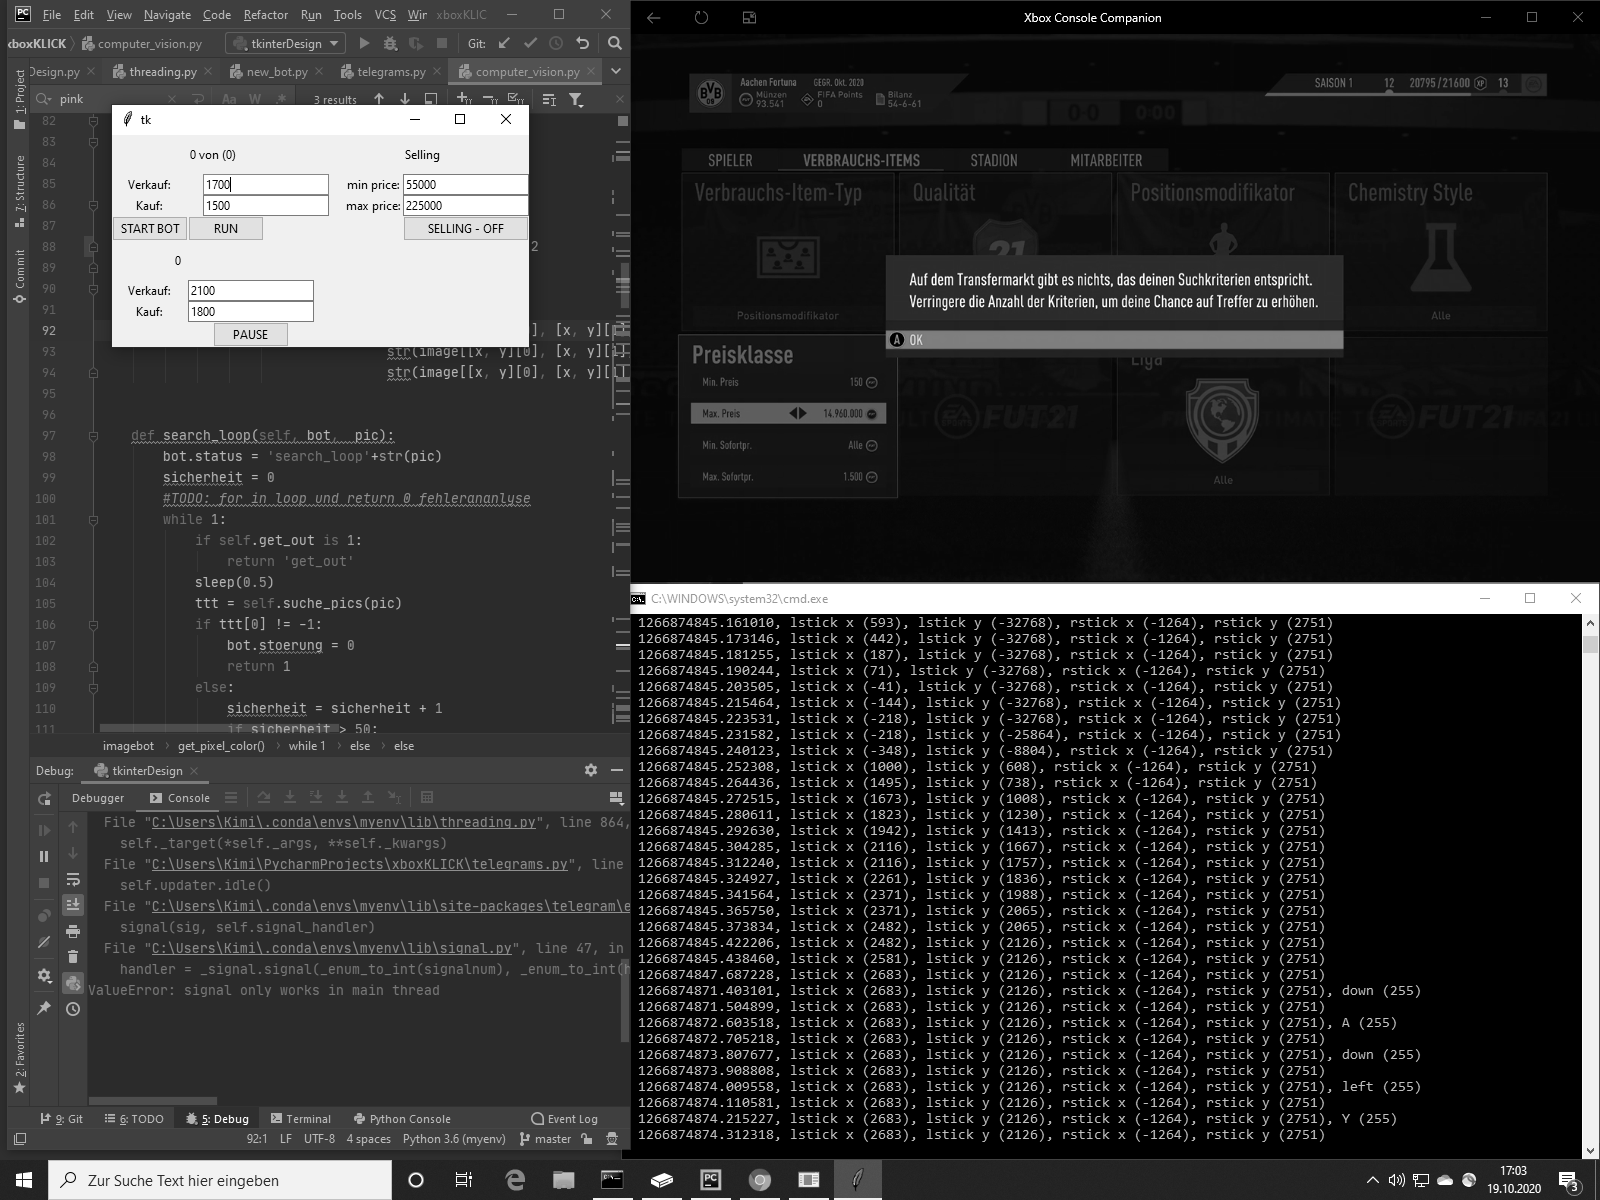 File Edit View Navigate Code Refactor Run Tools VCS Wir xboxKLIC
xboxKLICK computer_vision.py tkinterDesign Git:
Design.py threading.py new_bot.py telegrams.py computer_vision.py
pink 3 results
tk
0 von (0) Selling
Verkauf: 1700 min price: 55000
Kauf: 1500 max price: 225000
START BOT RUN SELLING - OFF
0
Verkauf: 2100
Kauf: 1800
PAUSE
1: Project
7: Structure
Commit
2: Favorites
82
83
84
85
86
87
88 2
89
90
91
92 ], [x, y][
93 str(image[[x, y][0], [x, y][1]
94 str(image[[x, y][0], [x, y][1]
95
96
97 def search_loop(self, bot, pic):
98 bot.status = 'search_loop'+str(pic)
99 sicherheit = 0
100 #TODO: for in loop und return 0 fehlerananlyse
101 while 1:
102 if self.get_out is 1:
103 return 'get_out'
104 sleep(0.5)
105 ttt = self.suche_pics(pic)
106 if ttt[0] != -1:
107 bot.stoerung = 0
108 return 1
109 else:
110 sicherheit = sicherheit + 1
111 if sicherheit > 50:
imagebot › get_pixel_color() › while 1 › else › else
Debug: tkinterDesign
Debugger Console
File "C:\Users\Kimi\.conda\envs\myenv\lib\threading.py", line 864,
self._target(*self._args, **self._kwargs)
File "C:\Users\Kimi\PycharmProjects\xboxKLICK\telegrams.py", line
self.updater.idle()
File "C:\Users\Kimi\.conda\envs\myenv\lib\site-packages\telegram\e
signal(sig, self.signal_handler)
File "C:\Users\Kimi\.conda\envs\myenv\lib\signal.py", line 47, in
handler = _signal.signal(_enum_to_int(signalnum), _enum_to_int(h
ValueError: signal only works in main thread
9: Git 6: TODO 5: Debug Terminal Python Console Event Log
92:1 LF UTF-8 4 spaces Python 3.6 (myenv) master
Xbox Console Companion
BVB 09
Aachen Fortuna GEGR. Okt. 2020
Münzen 93.541 FIFA Points 0 Bilanz 54-6-61
SAISON 1 12 20795/21600 XP 13
SPIELER VERBRAUCHS-ITEMS STADION MITARBEITER
Verbrauchs-Item-Typ Qualität Positionsmodifikator Chemistry Style
21
Auf dem Transfermarkt gibt es nichts, das deinen Suchkriterien entspricht.
Verringere die Anzahl der Kriterien, um deine Chance auf Treffer zu erhöhen.
A OK
Positionsmodifikator Alle
Preisklasse
Liga
Min. Preis 150
Max. Preis 14.960.000
Min. Sofortpr. Alle
Max. Sofortpr. 1.500
FUT21
FUT21
Alle
C:\WINDOWS\system32\cmd.exe
1266874845.161010, lstick x (593), lstick y (-32768), rstick x (-1264), rstick y (2751)
1266874845.173146, lstick x (442), lstick y (-32768), rstick x (-1264), rstick y (2751)
1266874845.181255, lstick x (187), lstick y (-32768), rstick x (-1264), rstick y (2751)
1266874845.190244, lstick x (71), lstick y (-32768), rstick x (-1264), rstick y (2751)
1266874845.203505, lstick x (-41), lstick y (-32768), rstick x (-1264), rstick y (2751)
1266874845.215464, lstick x (-144), lstick y (-32768), rstick x (-1264), rstick y (2751)
1266874845.223531, lstick x (-218), lstick y (-32768), rstick x (-1264), rstick y (2751)
1266874845.231582, lstick x (-218), lstick y (-25864), rstick x (-1264), rstick y (2751)
1266874845.240123, lstick x (-348), lstick y (-8804), rstick x (-1264), rstick y (2751)
1266874845.252308, lstick x (1000), lstick y (608), rstick x (-1264), rstick y (2751)
1266874845.264436, lstick x (1495), lstick y (738), rstick x (-1264), rstick y (2751)
1266874845.272515, lstick x (1673), lstick y (1008), rstick x (-1264), rstick y (2751)
1266874845.280611, lstick x (1823), lstick y (1230), rstick x (-1264), rstick y (2751)
1266874845.292630, lstick x (1942), lstick y (1413), rstick x (-1264), rstick y (2751)
1266874845.304285, lstick x (2116), lstick y (1667), rstick x (-1264), rstick y (2751)
1266874845.312240, lstick x (2116), lstick y (1757), rstick x (-1264), rstick y (2751)
1266874845.324927, lstick x (2261), lstick y (1836), rstick x (-1264), rstick y (2751)
1266874845.341564, lstick x (2371), lstick y (1988), rstick x (-1264), rstick y (2751)
1266874845.365750, lstick x (2371), lstick y (2065), rstick x (-1264), rstick y (2751)
1266874845.373834, lstick x (2482), lstick y (2065), rstick x (-1264), rstick y (2751)
1266874845.422206, lstick x (2482), lstick y (2126), rstick x (-1264), rstick y (2751)
1266874845.438460, lstick x (2581), lstick y (2126), rstick x (-1264), rstick y (2751)
1266874847.687228, lstick x (2683), lstick y (2126), rstick x (-1264), rstick y (2751)
1266874871.403101, lstick x (2683), lstick y (2126), rstick x (-1264), rstick y (2751), down (255)
1266874871.504899, lstick x (2683), lstick y (2126), rstick x (-1264), rstick y (2751)
1266874872.603518, lstick x (2683), lstick y (2126), rstick x (-1264), rstick y (2751), A (255)
1266874872.705218, lstick x (2683), lstick y (2126), rstick x (-1264), rstick y (2751)
1266874873.807677, lstick x (2683), lstick y (2126), rstick x (-1264), rstick y (2751), down (255)
1266874873.908808, lstick x (2683), lstick y (2126), rstick x (-1264), rstick y (2751)
1266874874.009558, lstick x (2683), lstick y (2126), rstick x (-1264), rstick y (2751), left (255)
1266874874.110581, lstick x (2683), lstick y (2126), rstick x (-1264), rstick y (2751)
1266874874.215227, lstick x (2683), lstick y (2126), rstick x (-1264), rstick y (2751), Y (255)
1266874874.312318, lstick x (2683), lstick y (2126), rstick x (-1264), rstick y (2751)
Zur Suche Text hier eingeben
17:03
19.10.2020
3